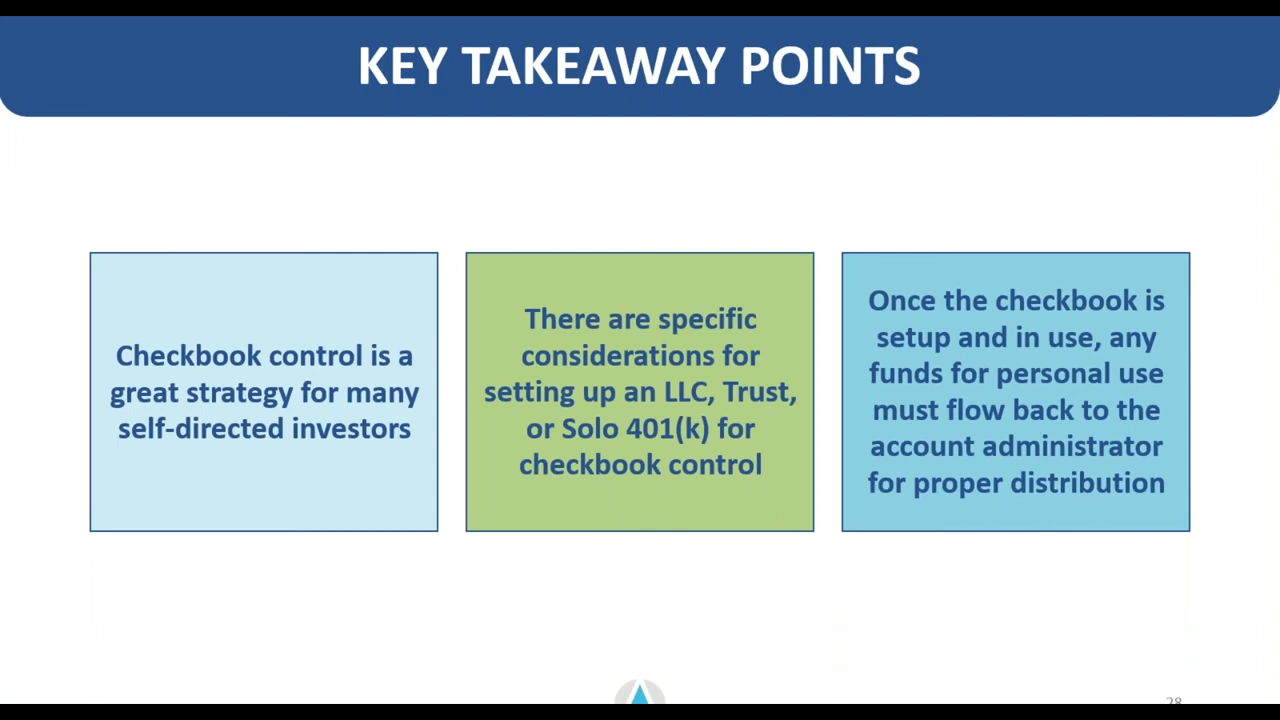 KEY TAKEAWAY POINTS
Checkbook control is a
great strategy for many
self-directed investors
There are specific
considerations for
setting up an LLC, Trust,
or Solo 401(k) for
checkbook control
Once the checkbook is
setup and in use, any
funds for personal use
must flow back to the
account administrator
for proper distribution
28